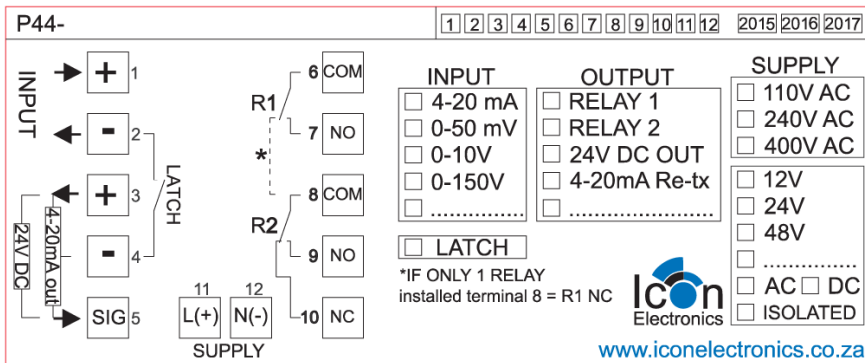 P44-
1 2 3 4 5 6 7 8 9 10 11 12 2015 2016 2017
INPUT
+ 1
- 2
+ 3
- 4
SIG 5
LATCH
4-20mA out
24V DC
11 12
L(+) N(-)
SUPPLY
R1
*
R2
6 COM
7 NO
8 COM
9 NO
10 NC
INPUT
4-20 mA
0-50 mV
0-10V
0-150V
................
LATCH
*IF ONLY 1 RELAY
installed terminal 8 = R1 NC
OUTPUT
RELAY 1
RELAY 2
24V DC OUT
4-20mA Re-tx
................
SUPPLY
110V AC
240V AC
400V AC
12V
24V
48V
..............
AC DC
ISOLATED
Icon
Electronics
www.iconelectronics.co.za